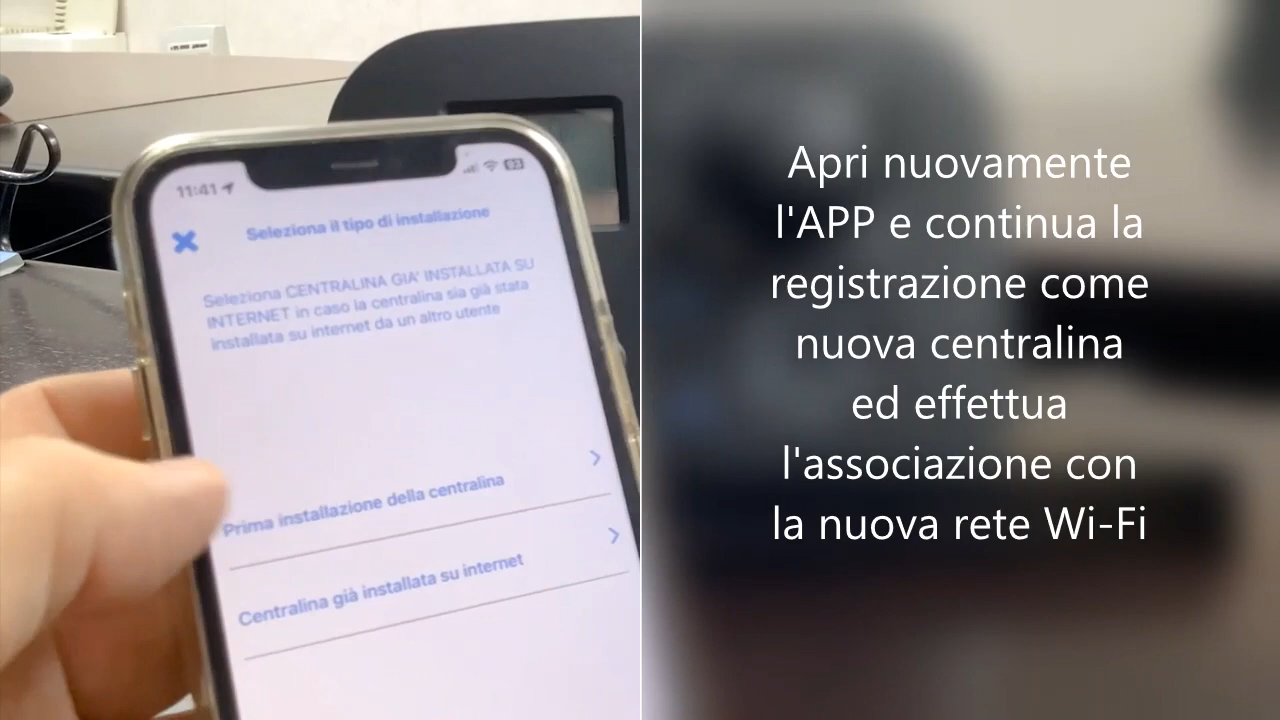 11:41
93
Seleziona il tipo di installazione
Seleziona CENTRALINA GIA' INSTALLATA SU
INTERNET in caso la centralina sia già stata
installata su internet da un altro utente
Prima installazione della centralina
Centralina già installata su internet
Apri nuovamente
l'APP e continua la
registrazione come
nuova centralina
ed effettua
l'associazione con
la nuova rete Wi-Fi